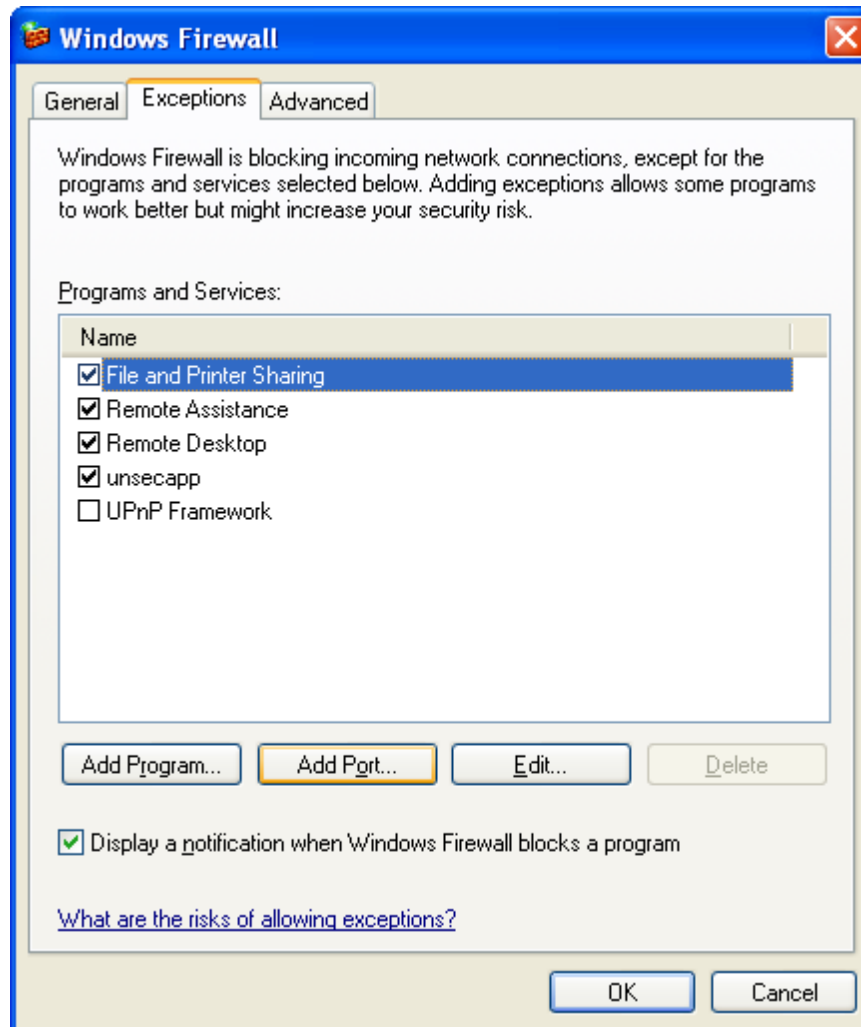 Windows Firewall
General Exceptions Advanced
Windows Firewall is blocking incoming network connections, except for the
programs and services selected below. Adding exceptions allows some programs
to work better but might increase your security risk.
Programs and Services:
Name
File and Printer Sharing
Remote Assistance
Remote Desktop
unsecapp
UPnP Framework
Add Program... Add Port... Edit... Delete
Display a notification when Windows Firewall blocks a program
What are the risks of allowing exceptions?
OK Cancel